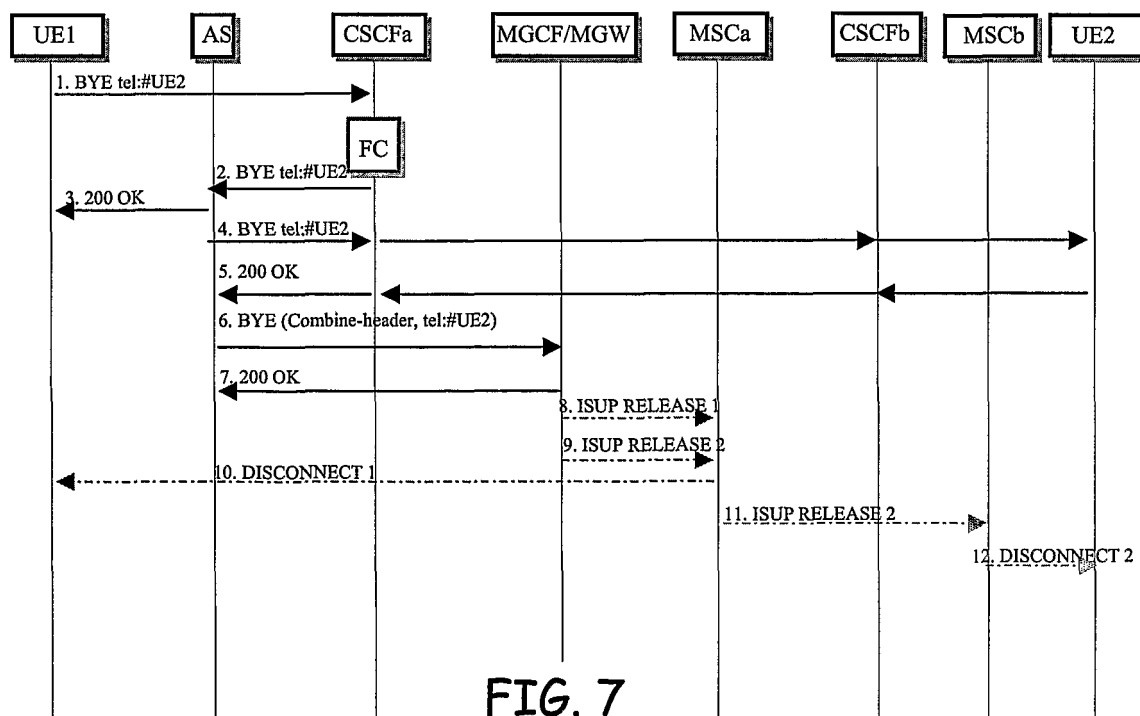 UE1 AS CSCFa MGCF/MGW MSCa CSCFb MSCb UE2
1. BYE tel:#UE2
FC
2. BYE tel:#UE2
3. 200 OK
4. BYE tel:#UE2
5. 200 OK
6. BYE (Combine-header, tel:#UE2)
7. 200 OK
8. ISUP RELEASE 1
9. ISUP RELEASE 2
10. DISCONNECT 1
11. ISUP RELEASE 2
12. DISCONNECT 2
FIG. 7